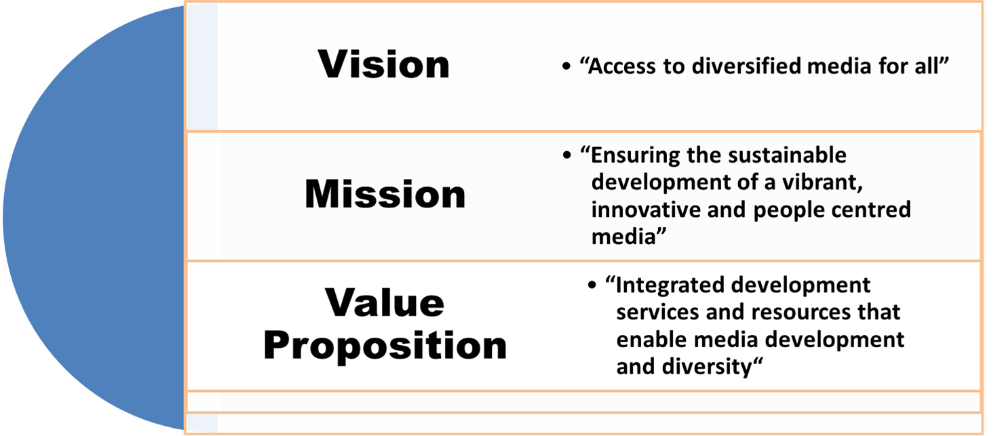 Vision
• “Access to diversified media for all”
Mission
• “Ensuring the sustainable
development of a vibrant,
innovative and people centred
media”
Value
Proposition
• “Integrated development
services and resources that
enable media development
and diversity“